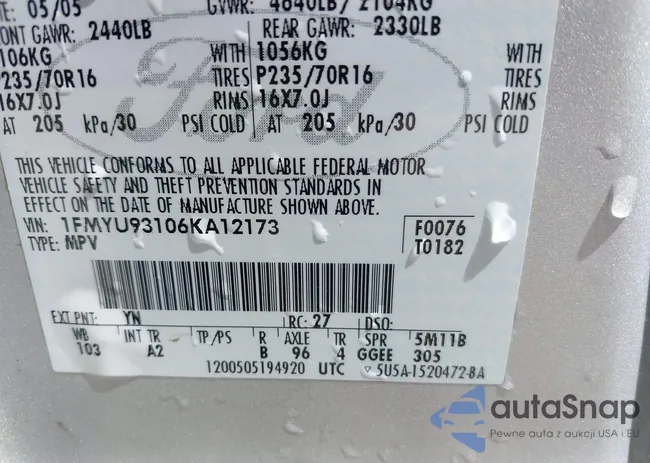 TE: 05/05 GVWR: 4640LB/ 2104KG
ONT GAWR: 2440LB REAR GAWR: 2330LB
106KG WITH 1056KG WITH
P235/70R16 TIRES P235/70R16 TIRES
16X7.0J RIMS 16X7.0J RIMS
AT 205 kPa/30 PSI COLD AT 205 kPa/30 PSI COLD
Ford
THIS VEHICLE CONFORMS TO ALL APPLICABLE FEDERAL MOTOR
VEHICLE SAFETY AND THEFT PREVENTION STANDARDS IN
EFFECT ON THE DATE OF MANUFACTURE SHOWN ABOVE.
VIN: 1FMYU93106KA12173 F0076
TYPE: MPV T0182
EXT PNT: YN RC: 27 DSO:
WB INT TR TP/PS R AXLE TR SPR 5M11B
103 A2 B 96 4 GGEE 305
1200505194920 UTC 5U5A-1520472-BA
autaSnap
Pewne auta z aukcji USA i EU